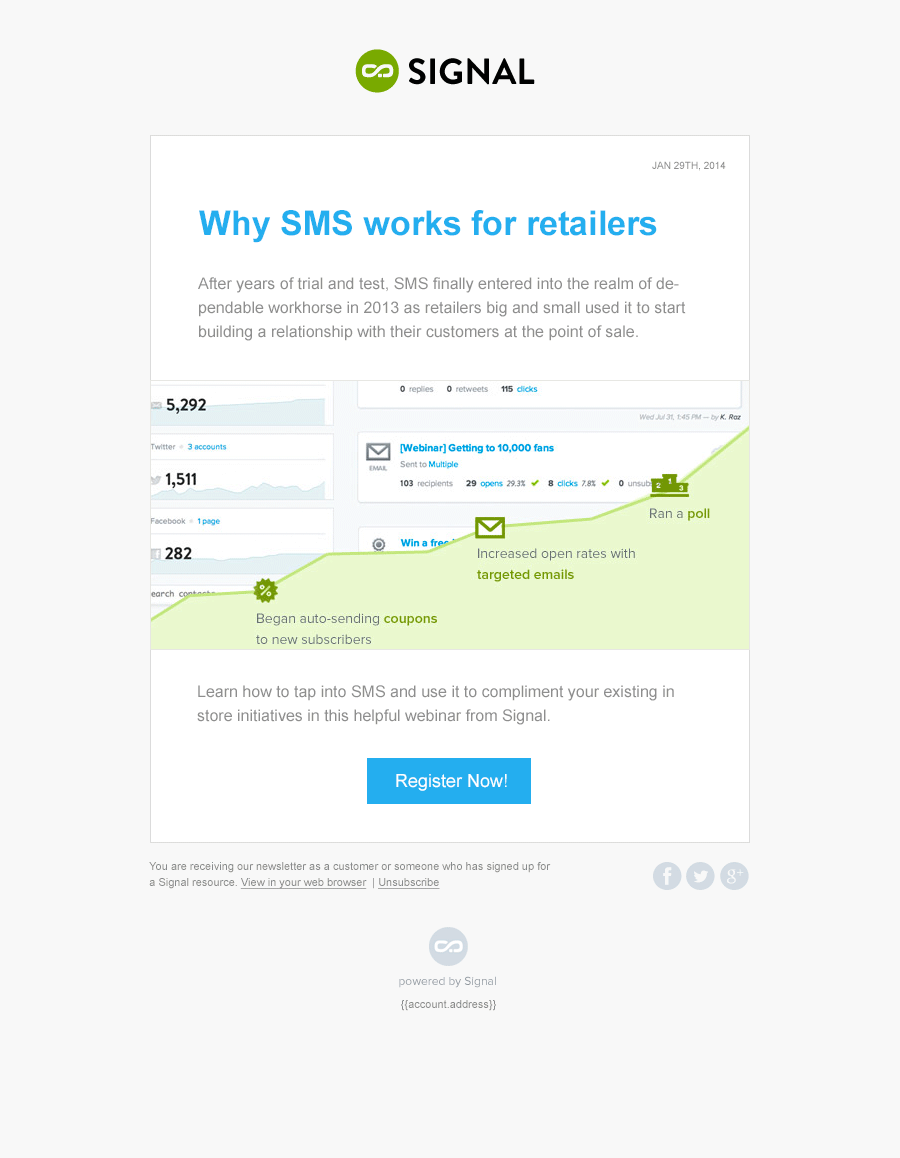 SIGNAL
JAN 29TH, 2014
Why SMS works for retailers
After years of trial and test, SMS finally entered into the realm of de-
pendable workhorse in 2013 as retailers big and small used it to start
building a relationship with their customers at the point of sale.
5,292
Twitter 3 accounts
1,511
Facebook 1 page
282
earch contacts
0 replies 0 retweets 115 clicks
Wed Jul 31, 1:45 PM — by K. Raz
EMAIL
[Webinar] Getting to 10,000 fans
Sent to Multiple
103 recipients 29 opens 29.3% 8 clicks 7.8% 0 unsub
Win a free
2 1 3
Ran a poll
Increased open rates with
targeted emails
%
Began auto-sending coupons
to new subscribers
Learn how to tap into SMS and use it to compliment your existing in
store initiatives in this helpful webinar from Signal.
Register Now!
You are receiving our newsletter as a customer or someone who has signed up for
a Signal resource. View in your web browser | Unsubscribe
f g+
powered by Signal
{{account.address}}